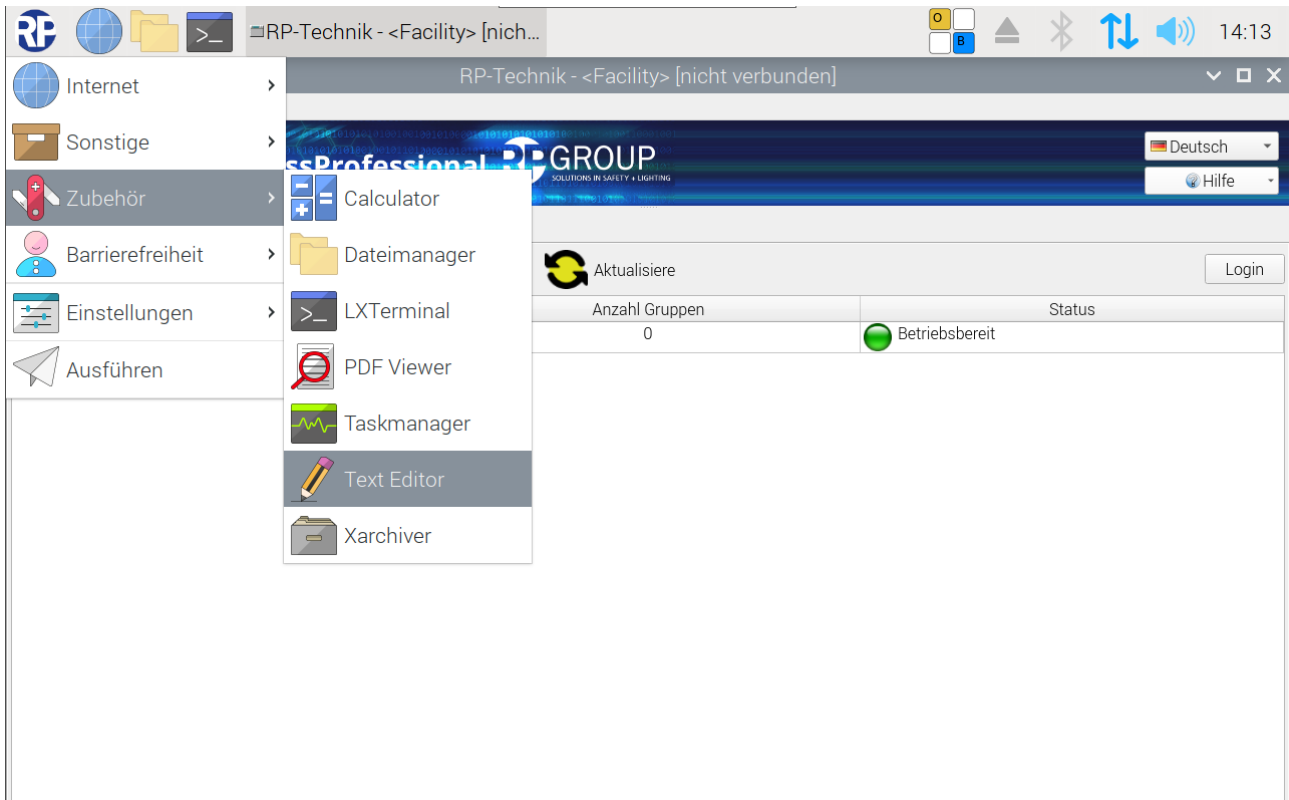 RP-Technik - <Facility> [nich...
O
B
14:13
RP-Technik - <Facility> [nicht verbunden]
Internet
Sonstige
Zubehör
Barrierefreiheit
Einstellungen
Ausführen
ssProfessional
RP GROUP
SOLUTIONS IN SAFETY + LIGHTING
Deutsch
Hilfe
Calculator
Dateimanager
LXTerminal
PDF Viewer
Taskmanager
Text Editor
Xarchiver
Aktualisiere
Login
Anzahl Gruppen
Status
0
Betriebsbereit